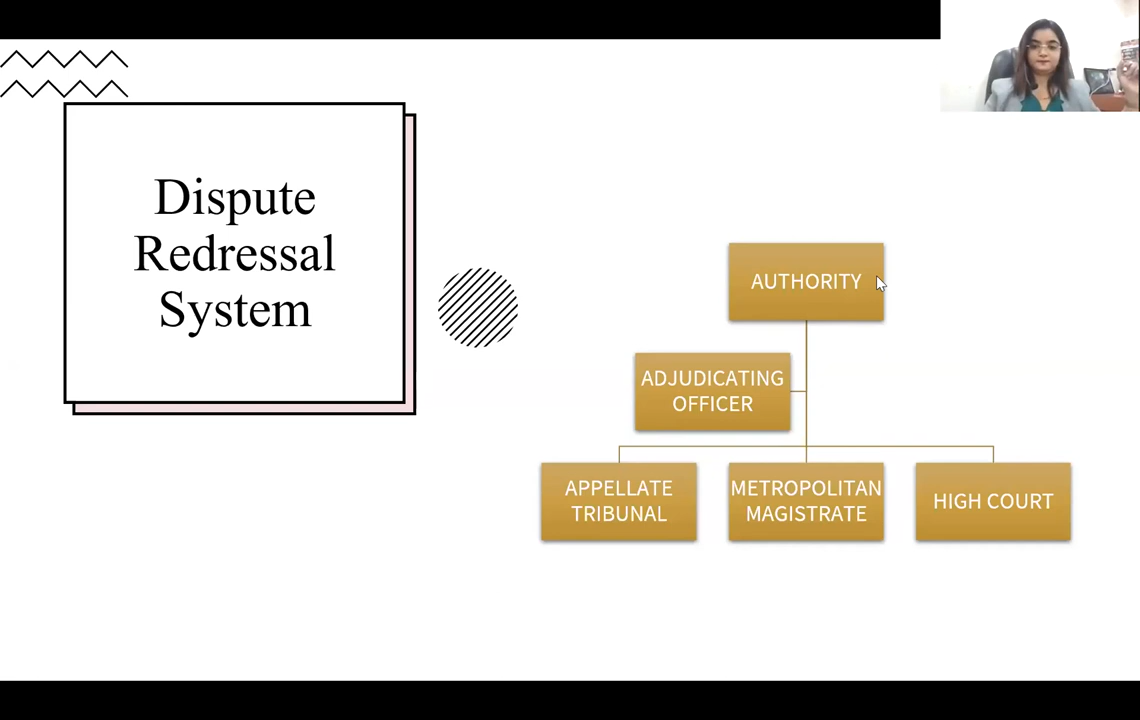 Dispute
Redressal
System
AUTHORITY
ADJUDICATING
OFFICER
APPELLATE
TRIBUNAL
METROPOLITAN
MAGISTRATE
HIGH COURT